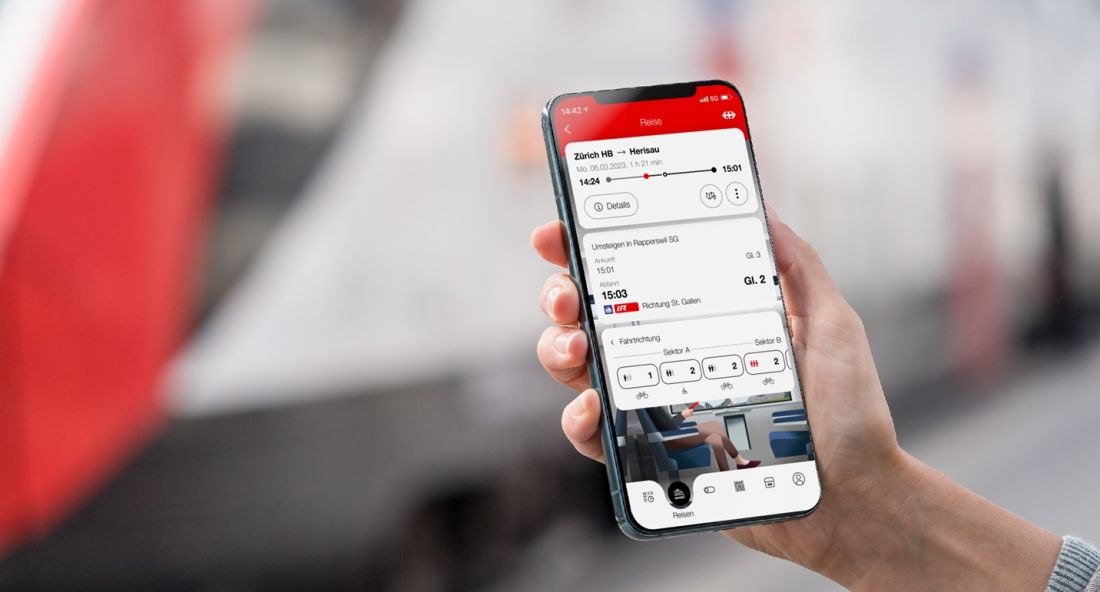 14:42 5G
Reise
Zürich HB → Herisau
Mo. 06.03.2023, 1 h 21 min
14:24 15:01
Details
Umsteigen in Rapperswil SG
Ankunft
15:01 Gl. 3
Abfahrt
15:03 Gl. 2
IR Richtung St. Gallen
Fahrtrichtung
Sektor A Sektor B
1 2 2 2
Reisen